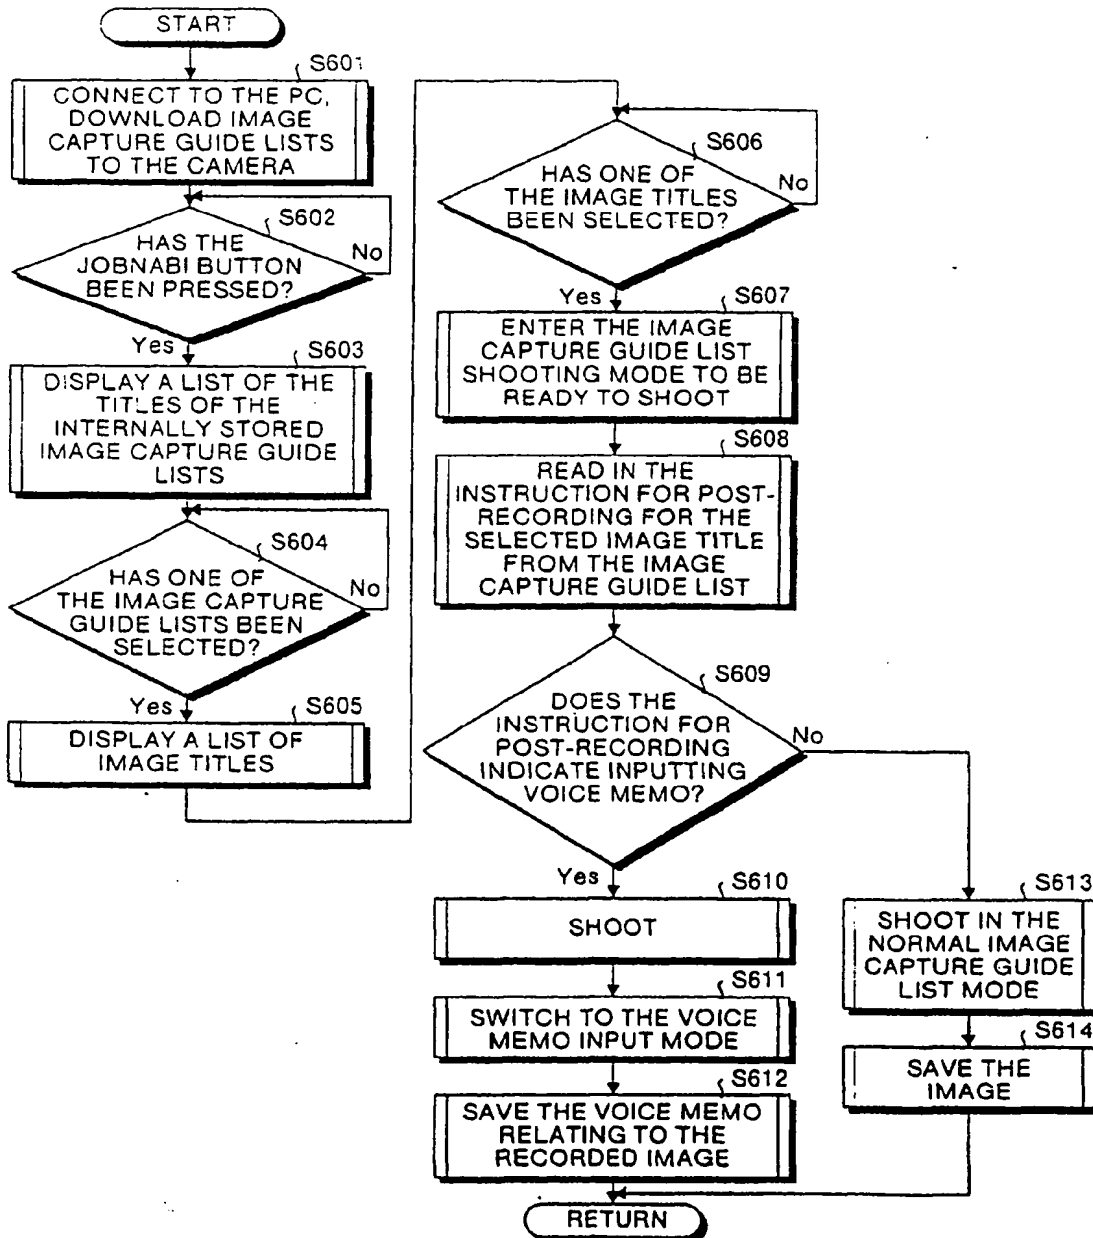 START
S601
CONNECT TO THE PC,
DOWNLOAD IMAGE
CAPTURE GUIDE LISTS
TO THE CAMERA
S602
HAS THE
JOBNABI BUTTON
BEEN PRESSED?
No
Yes
S603
DISPLAY A LIST OF THE
TITLES OF THE
INTERNALLY STORED
IMAGE CAPTURE GUIDE
LISTS
S604
HAS ONE OF
THE IMAGE CAPTURE
GUIDE LISTS BEEN
SELECTED?
No
Yes
S605
DISPLAY A LIST OF
IMAGE TITLES
S606
HAS ONE OF
THE IMAGE TITLES
BEEN SELECTED?
No
Yes
S607
ENTER THE IMAGE
CAPTURE GUIDE LIST
SHOOTING MODE TO BE
READY TO SHOOT
S608
READ IN THE
INSTRUCTION FOR POST-
RECORDING FOR THE
SELECTED IMAGE TITLE
FROM THE IMAGE
CAPTURE GUIDE LIST
S609
DOES THE
INSTRUCTION FOR
POST-RECORDING
INDICATE INPUTTING
VOICE MEMO?
No
Yes
S610
SHOOT
S611
SWITCH TO THE VOICE
MEMO INPUT MODE
S612
SAVE THE VOICE MEMO
RELATING TO THE
RECORDED IMAGE
S613
SHOOT IN THE
NORMAL IMAGE
CAPTURE GUIDE
LIST MODE
S614
SAVE THE
IMAGE
RETURN